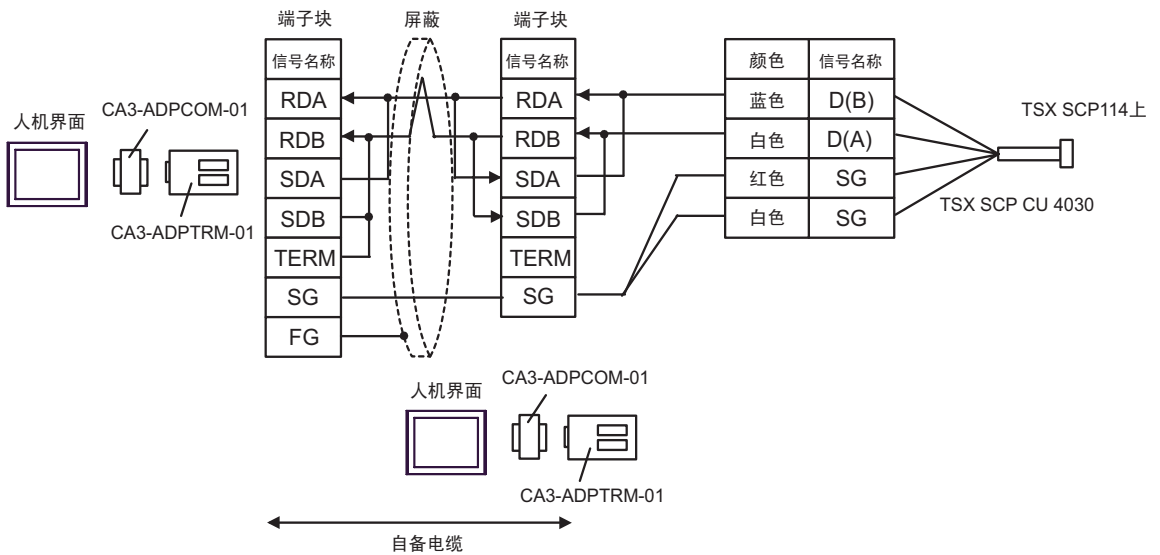 端子块
屏蔽
端子块
信号名称
信号名称
颜色
信号名称
RDA
RDA
蓝色
D(B)
TSX SCP114上
人机界面
CA3-ADPCOM-01
RDB
RDB
白色
D(A)
SDA
SDA
红色
SG
TSX SCP CU 4030
CA3-ADPTRM-01
SDB
SDB
白色
SG
TERM
TERM
SG
SG
FG
人机界面
CA3-ADPCOM-01
CA3-ADPTRM-01
自备电缆